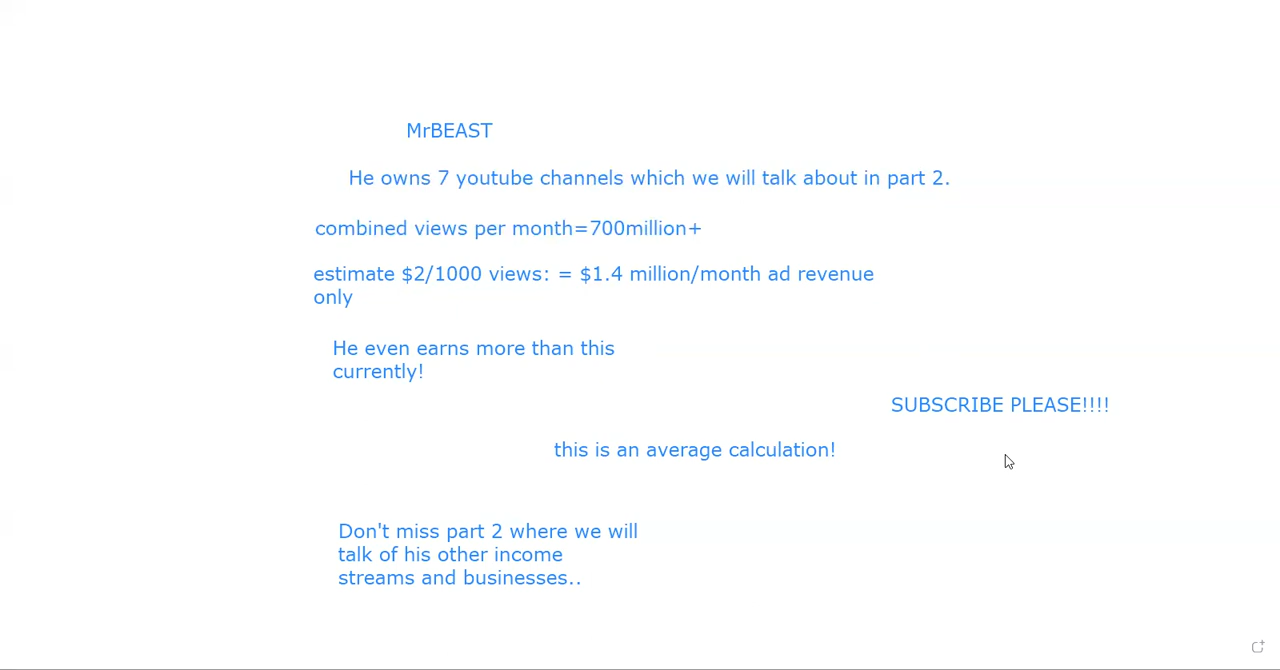 MrBEAST
He owns 7 youtube channels which we will talk about in part 2.
combined views per month=700million+
estimate $2/1000 views: = $1.4 million/month ad revenue
only
He even earns more than this
currently!
SUBSCRIBE PLEASE!!!!
this is an average calculation!
Don't miss part 2 where we will
talk of his other income
streams and businesses..